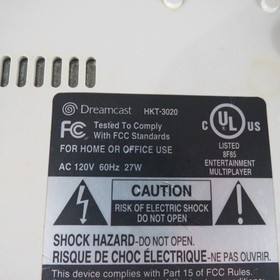 Dreamcast HKT-3020
FC Tested To Comply
With FCC Standards
FOR HOME OR OFFICE USE
AC 120V 60Hz 27W
C UL US
LISTED
8F85
ENTERTAINMENT
MULTIPLAYER
CAUTION
RISK OF ELECTRIC SHOCK
DO NOT OPEN
SHOCK HAZARD-DO NOT OPEN.
RISQUE DE CHOC ÉLECTRIQUE-NE PAS OUVRIR.
This device complies with Part 15 of FCC Rules.